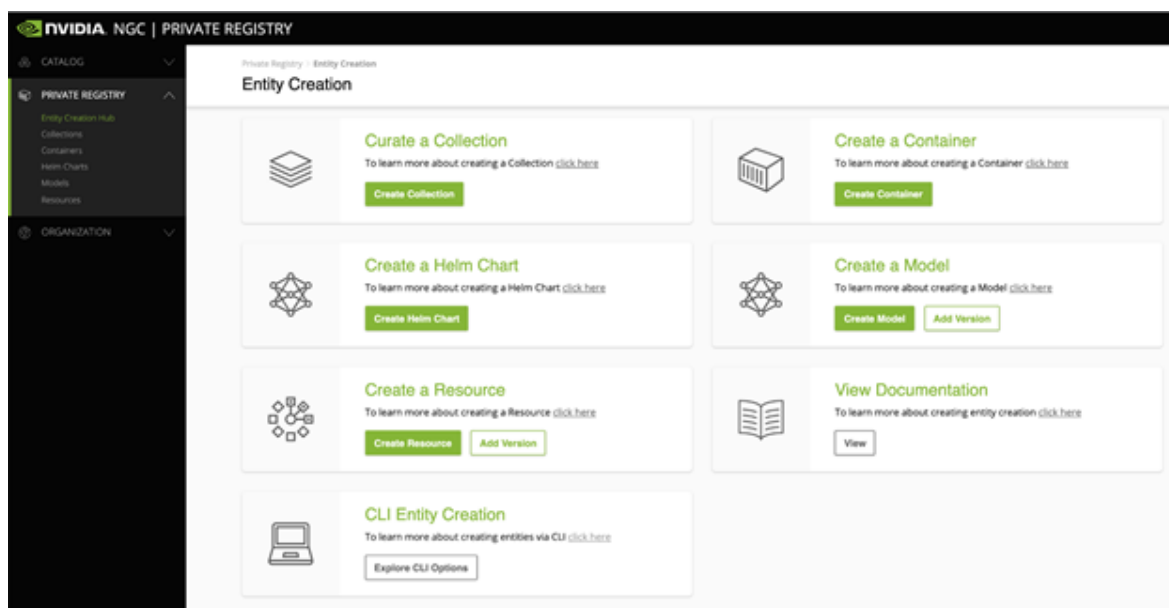 NVIDIA. NGC | PRIVATE REGISTRY
CATALOG
PRIVATE REGISTRY
Entity Creation Hub
Collections
Containers
Helm Charts
Models
Resources
ORGANIZATION
Private Registry > Entity Creation
Entity Creation
Curate a Collection
To learn more about creating a Collection click here
Create Collection
Create a Container
To learn more about creating a Container click here
Create Container
Create a Helm Chart
To learn more about creating a Helm Chart click here
Create Helm Chart
Create a Model
To learn more about creating a Model click here
Create Model Add Version
Create a Resource
To learn more about creating a Resource click here
Create Resource Add Version
View Documentation
To learn more about creating entity creation click here
View
CLI Entity Creation
To learn more about creating entities via CLI click here
Explore CLI Options